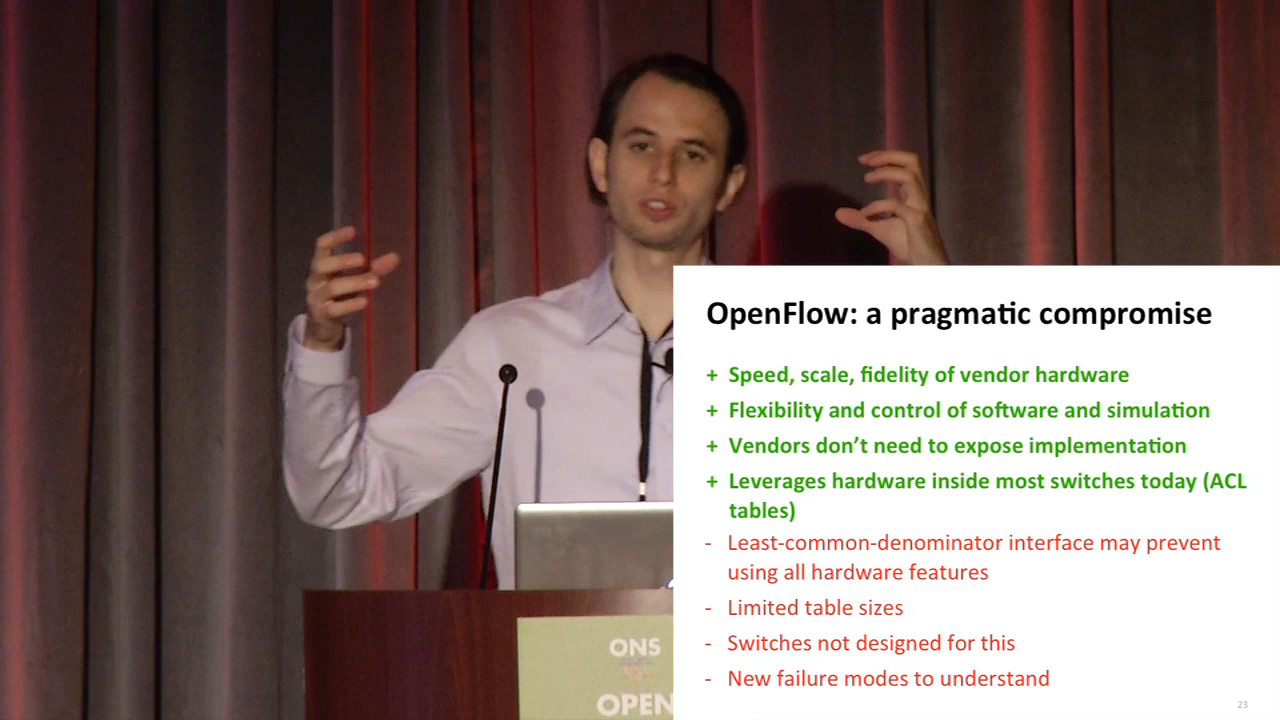 OpenFlow: a pragmatic compromise
+ Speed, scale, fidelity of vendor hardware
+ Flexibility and control of software and simulation
+ Vendors don’t need to expose implementation
+ Leverages hardware inside most switches today (ACL
tables)
- Least-common-denominator interface may prevent
using all hardware features
- Limited table sizes
- Switches not designed for this
- New failure modes to understand
23
ONS
OPEN